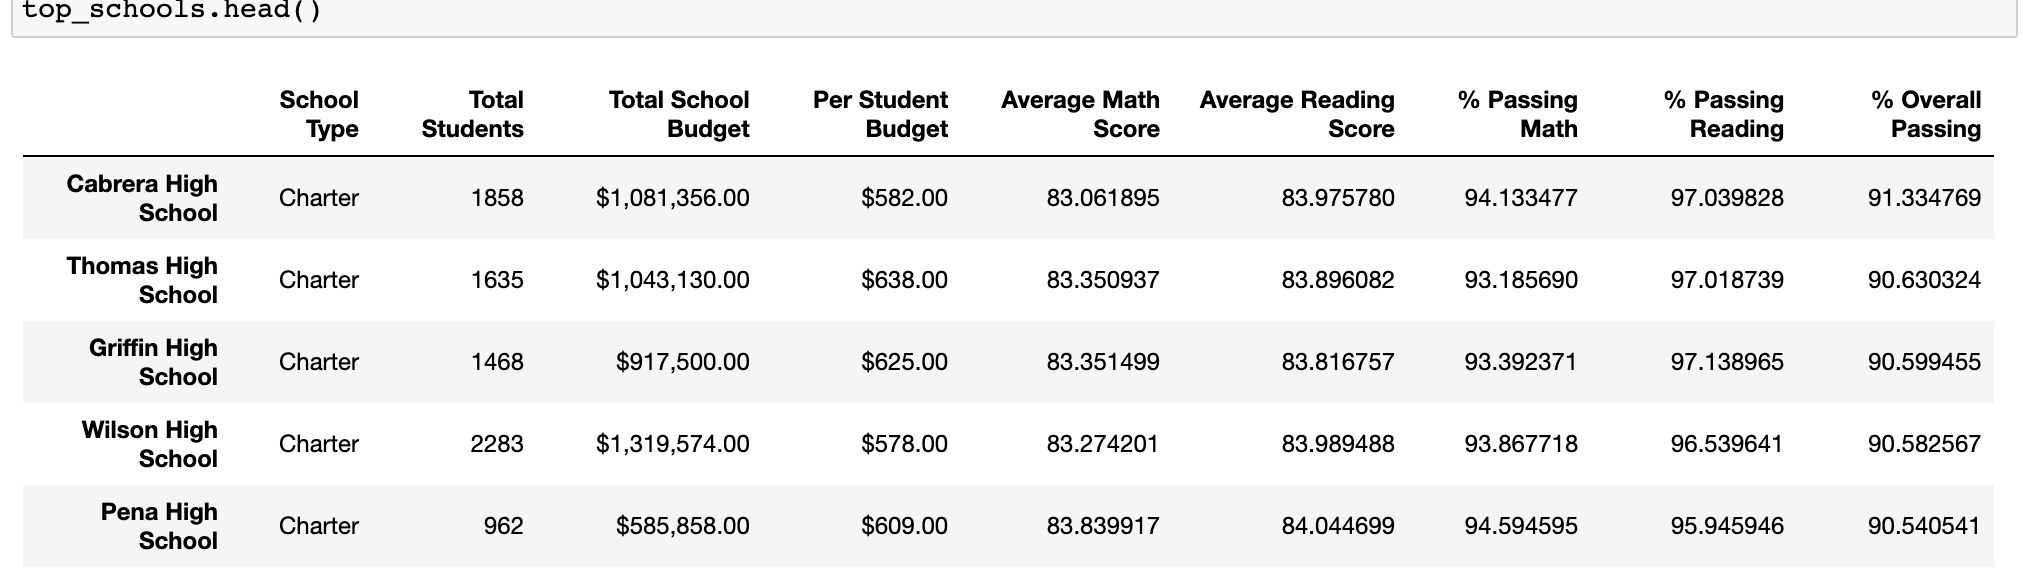 top_schools.head()
School Type Total Students Total School Budget Per Student Budget Average Math Score Average Reading Score % Passing Math % Passing Reading % Overall Passing
Cabrera High School Charter 1858 $1,081,356.00 $582.00 83.061895 83.975780 94.133477 97.039828 91.334769
Thomas High School Charter 1635 $1,043,130.00 $638.00 83.350937 83.896082 93.185690 97.018739 90.630324
Griffin High School Charter 1468 $917,500.00 $625.00 83.351499 83.816757 93.392371 97.138965 90.599455
Wilson High School Charter 2283 $1,319,574.00 $578.00 83.274201 83.989488 93.867718 96.539641 90.582567
Pena High School Charter 962 $585,858.00 $609.00 83.839917 84.044699 94.594595 95.945946 90.540541